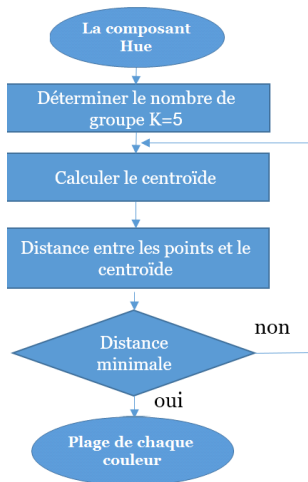 La composant
Hue
Déterminer le nombre de
groupe K=5
Calculer le centroïde
Distance entre les points et le
centroïde
Distance
minimale
non
oui
Plage de chaque
couleur